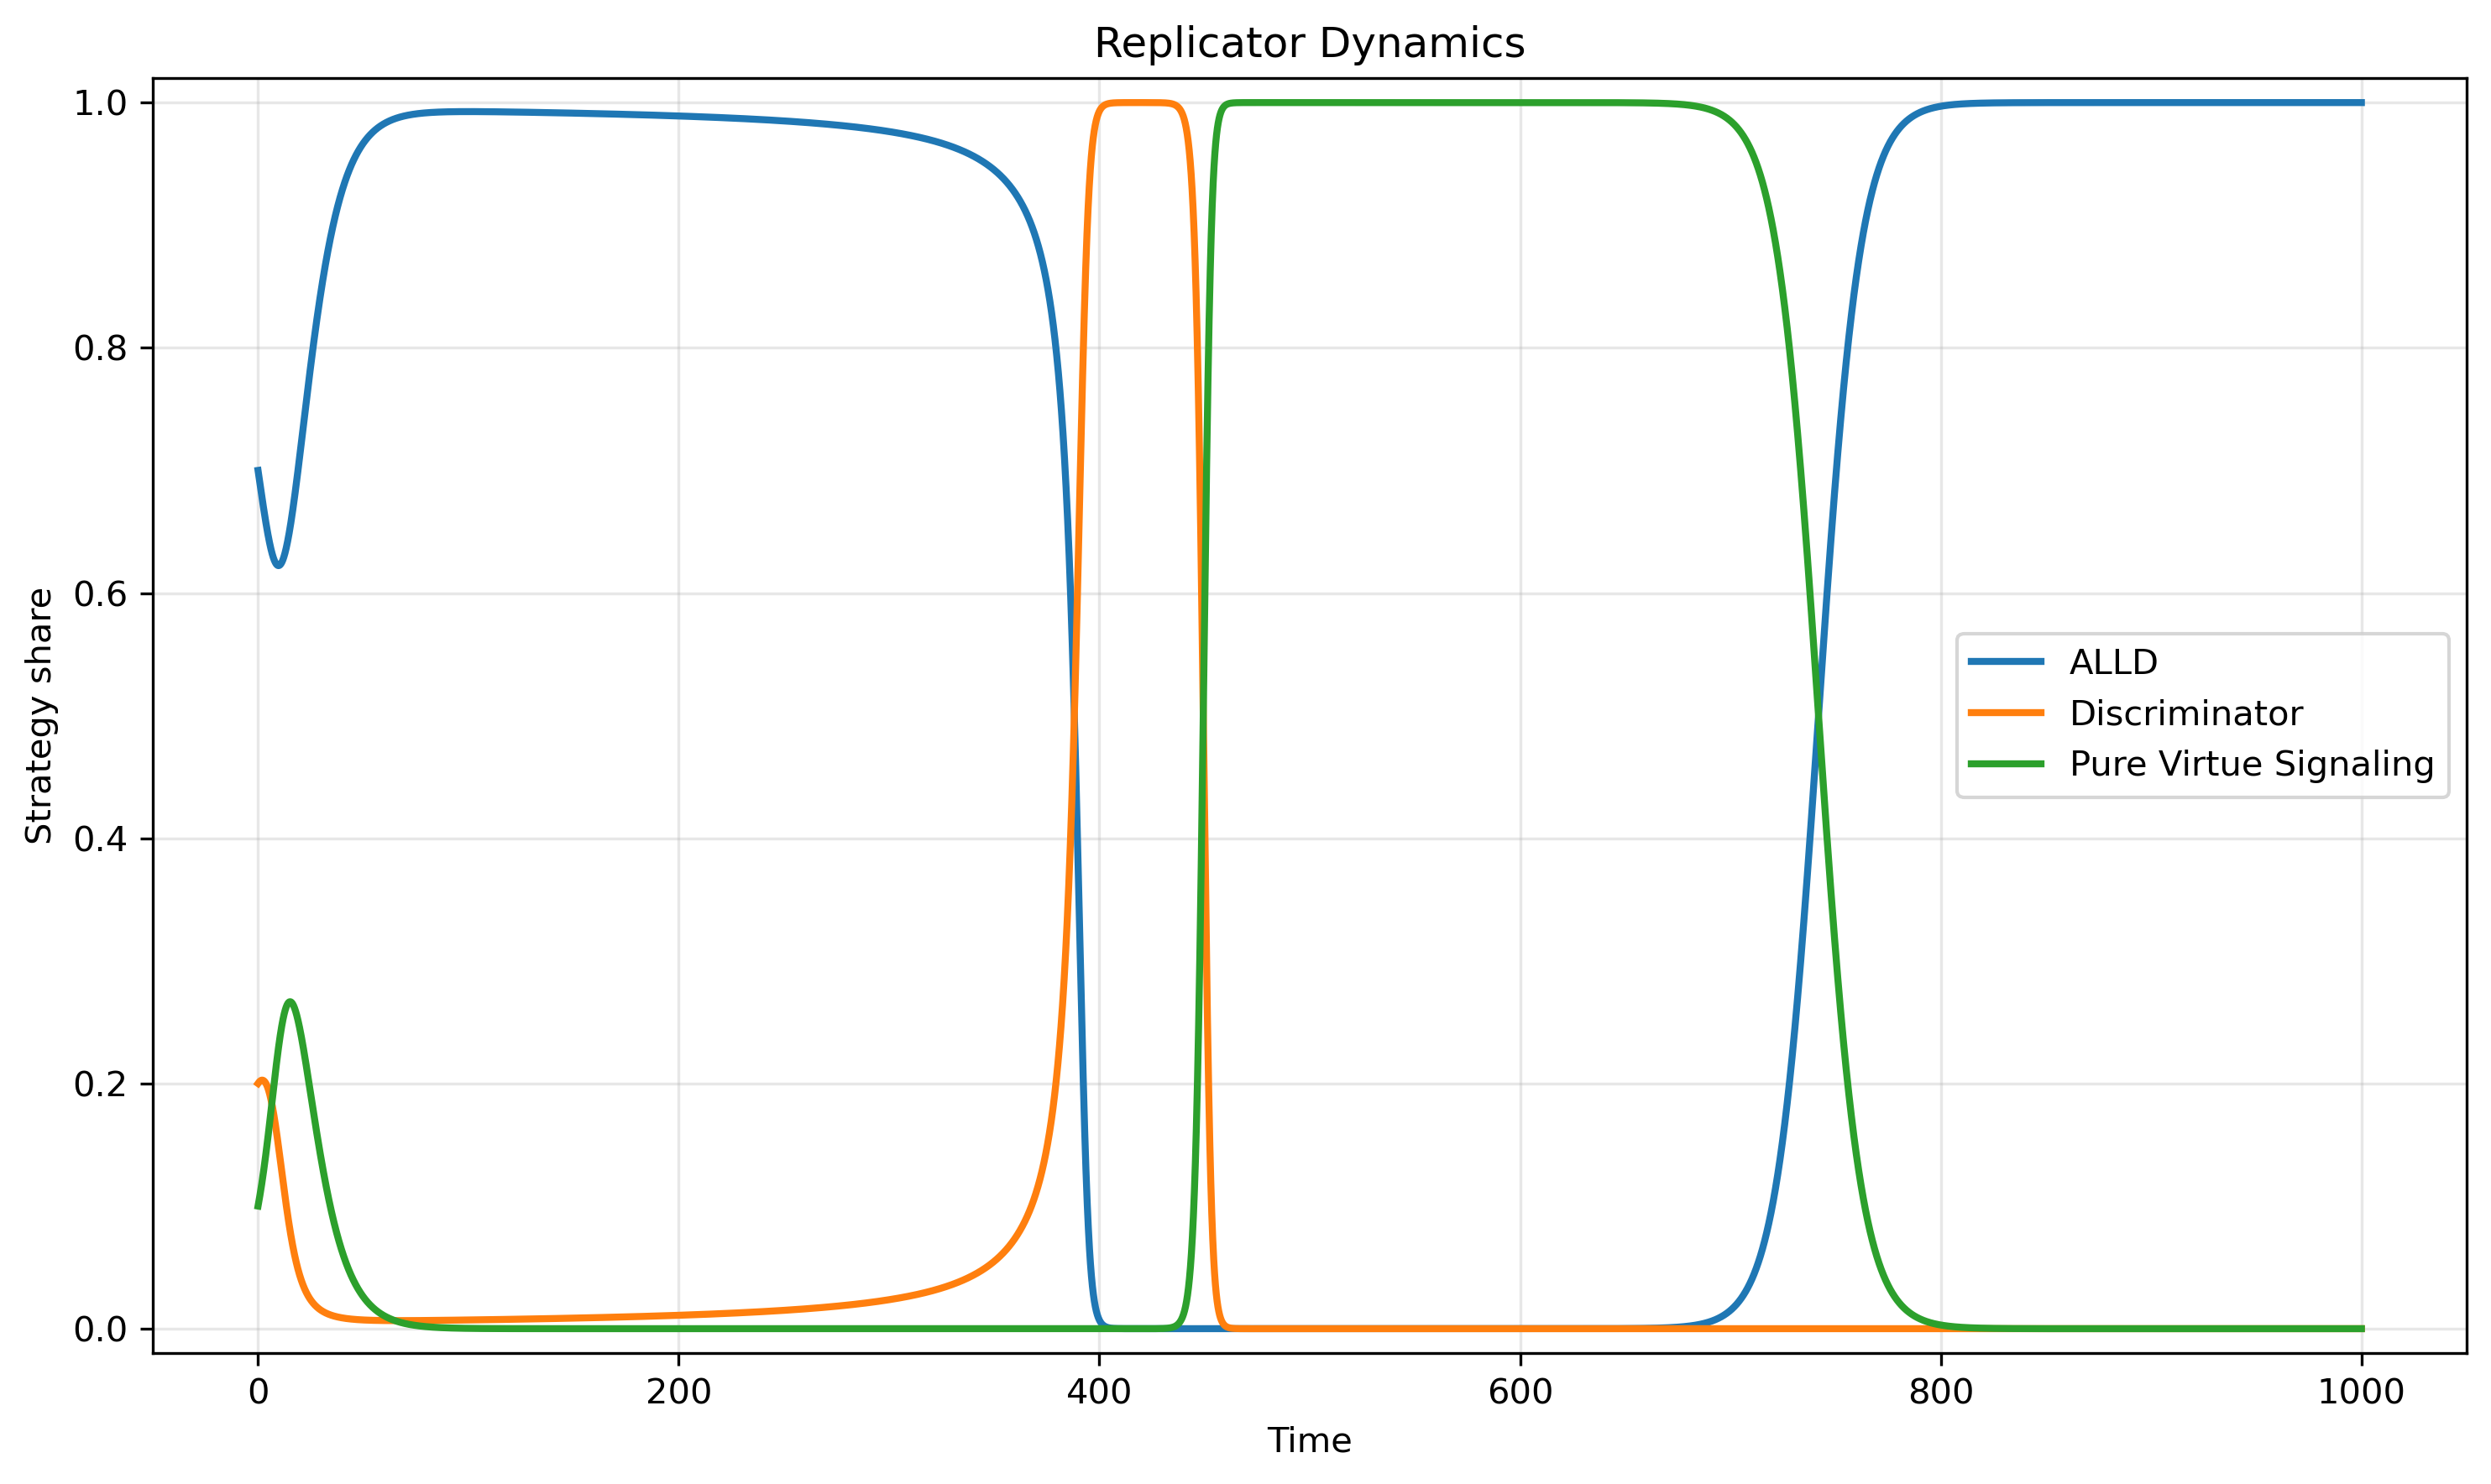 Replicator Dynamics
Strategy share
1.0
0.8
0.6
0.4
0.2
0.0
ALLD
Discriminator
Pure Virtue Signaling
0 200 400 600 800 1000
Time